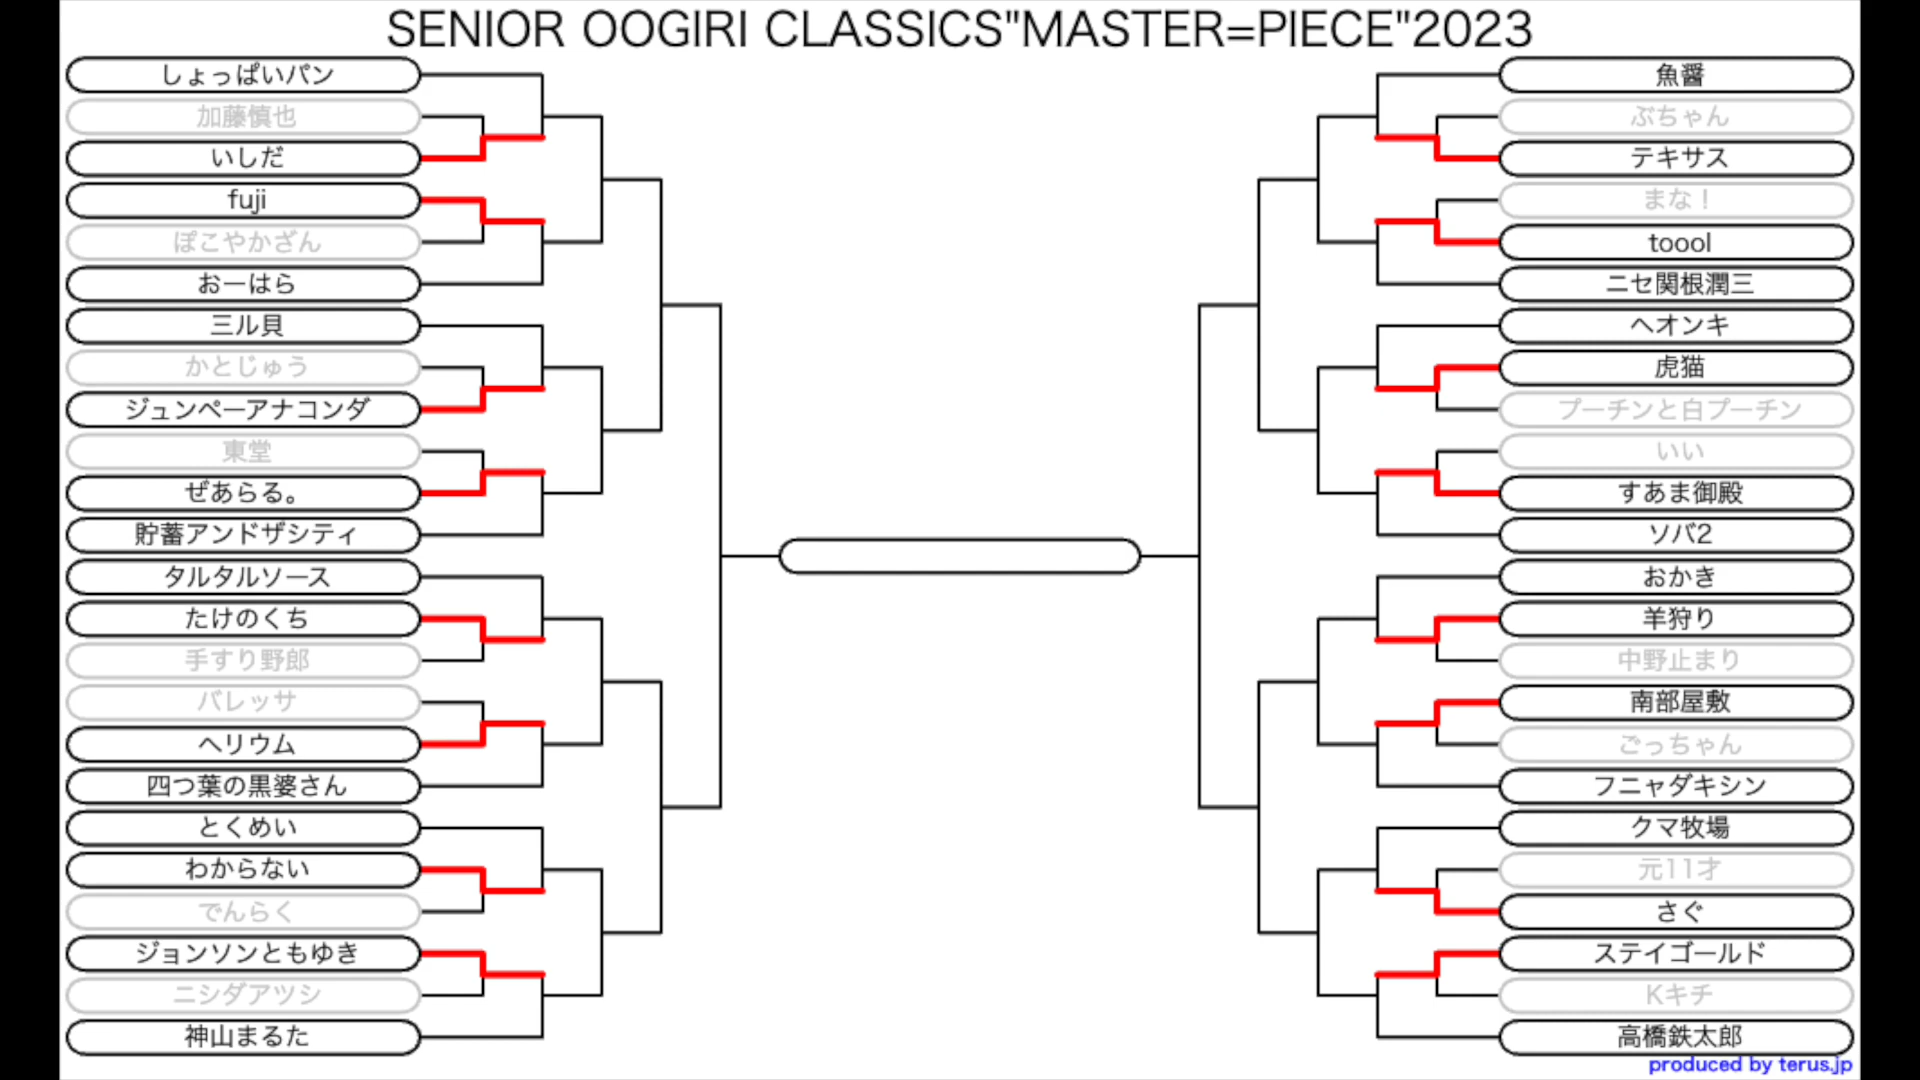 SENIOR OOGIRI CLASSICS"MASTER=PIECE"2023
しょっぱいパン
加藤慎也
いしだ
fuji
ぽこやかざん
おーはら
三ル貝
かとじゅう
ジュンペーアナコンダ
東堂
ぜあらる。
貯蓄アンドザシティ
タルタルソース
たけのくち
手すり野郎
バレッサ
ヘリウム
四つ葉の黒婆さん
とくめい
わからない
でんらく
ジョンソンともゆき
ニシダアツシ
神山まるた
魚醤
ぶちゃん
テキサス
まな！
toool
ニセ関根潤三
ヘオンキ
虎猫
プーチンと白プーチン
いい
すあま御殿
ソバ2
おかき
羊狩り
中野止まり
南部屋敷
ごっちゃん
フニャダキシン
クマ牧場
元11才
さぐ
ステイゴールド
Kキチ
高橋鉄太郎
produced by terus.jp